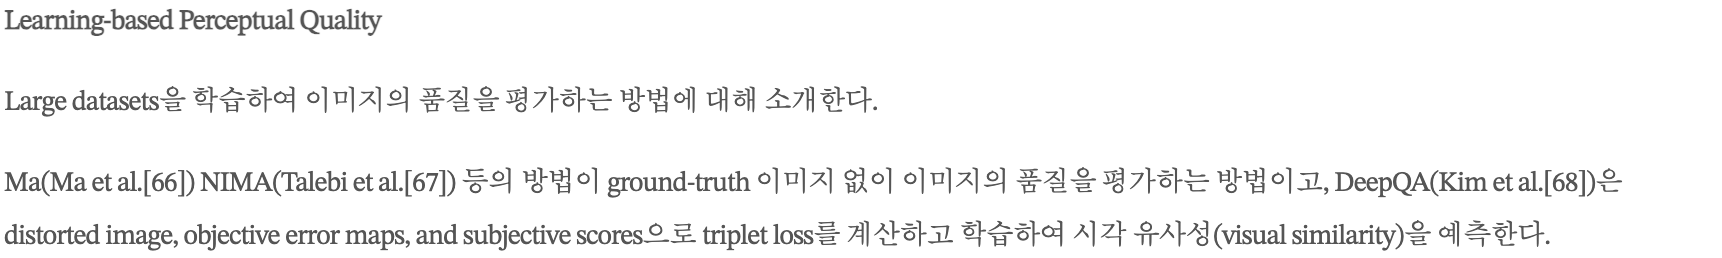 Learning-based Perceptual Quality
Large datasets을 학습하여 이미지의 품질을 평가하는 방법에 대해 소개한다.
Ma(Ma et al.[66]) NIMA(Talebi et al.[67]) 등의 방법이 ground-truth 이미지 없이 이미지의 품질을 평가하는 방법이고, DeepQA(Kim et al.[68])은
distorted image, objective error maps, and subjective scores으로 triplet loss를 계산하고 학습하여 시각 유사성(visual similarity)을 예측한다.